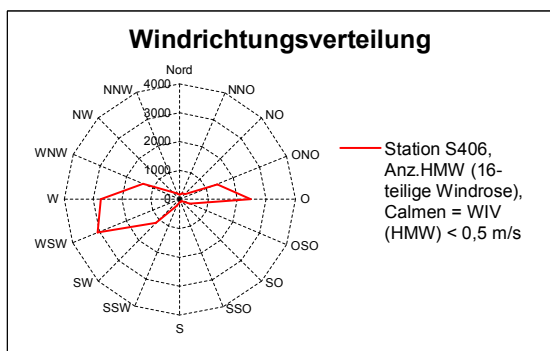 Windrichtungsverteilung
Nord
NNW
NNO
4000
NW
NO
3000
2000
WNW
ONO
1000
0
W
O
WSW
OSO
SW
SO
SSW
SSO
S
Station S406,
Anz.HMW (16-
teilige Windrose),
Calmen = WIV
(HMW) < 0,5 m/s